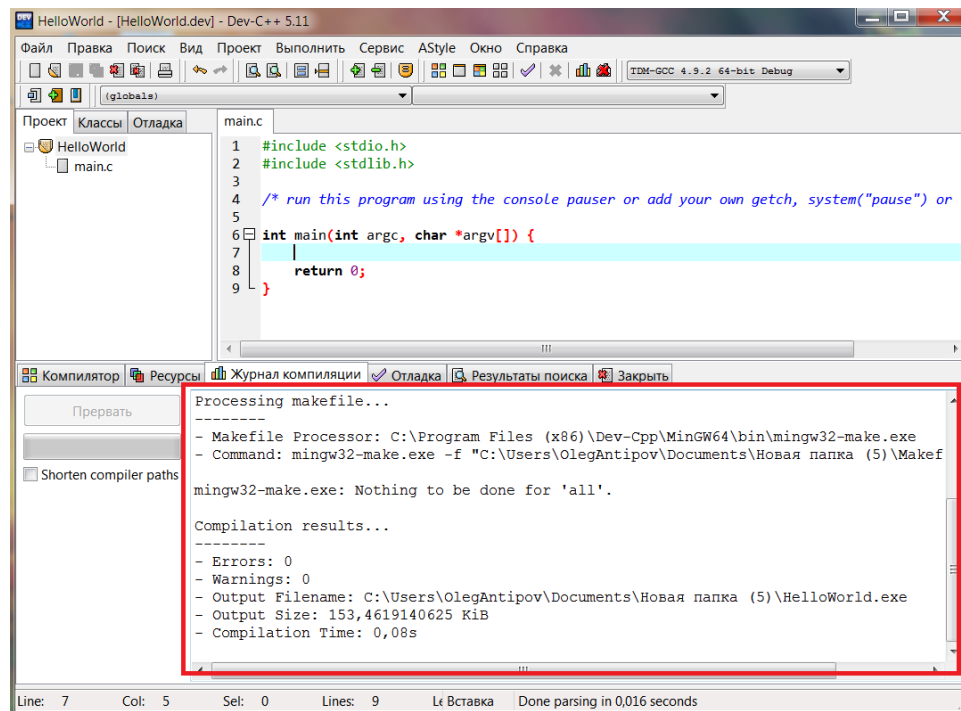 HelloWorld - [HelloWorld.dev] - Dev-C++ 5.11
Файл Правка Поиск Вид Проект Выполнить Сервис AStyle Окно Справка
TDM-GCC 4.9.2 64-bit Debug
(globals)
Проект Классы Отладка
main.c
HelloWorld
main.c
1 #include <stdio.h>
2 #include <stdlib.h>
3
4 /* run this program using the console pauser or add your own getch, system("pause") or
5
6 int main(int argc, char *argv[]) {
7
8 return 0;
9 }
Компилятор Ресурсы Журнал компиляции Отладка Результаты поиска Закрыть
Прервать
Shorten compiler paths
Processing makefile...
--------
- Makefile Processor: C:\Program Files (x86)\Dev-Cpp\MinGW64\bin\mingw32-make.exe
- Command: mingw32-make.exe -f "C:\Users\OlegAntipov\Documents\Новая папка (5)\Makef
mingw32-make.exe: Nothing to be done for 'all'.
Compilation results...
--------
- Errors: 0
- Warnings: 0
- Output Filename: C:\Users\OlegAntipov\Documents\Новая папка (5)\HelloWorld.exe
- Output Size: 153,4619140625 KiB
- Compilation Time: 0,08s
Line: 7 Col: 5 Sel: 0 Lines: 9 Le Вставка Done parsing in 0,016 seconds